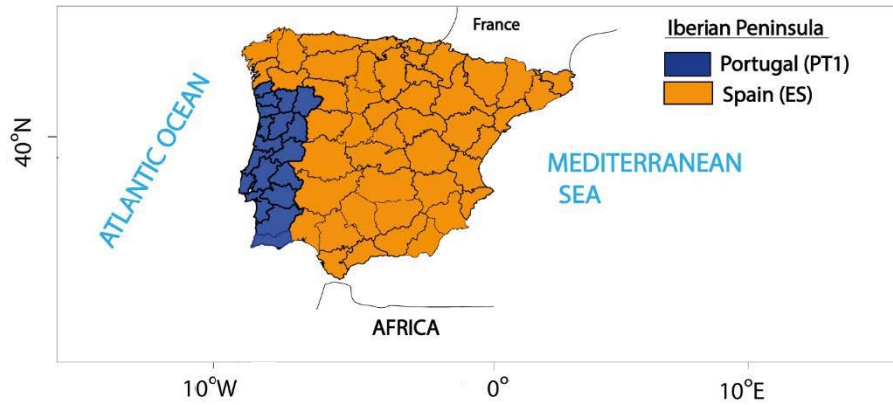 France
Iberian Peninsula
Portugal (PT1)
Spain (ES)
ATLANTIC OCEAN
40°N
MEDITERRANEAN
SEA
AFRICA
10°W
0°
10°E